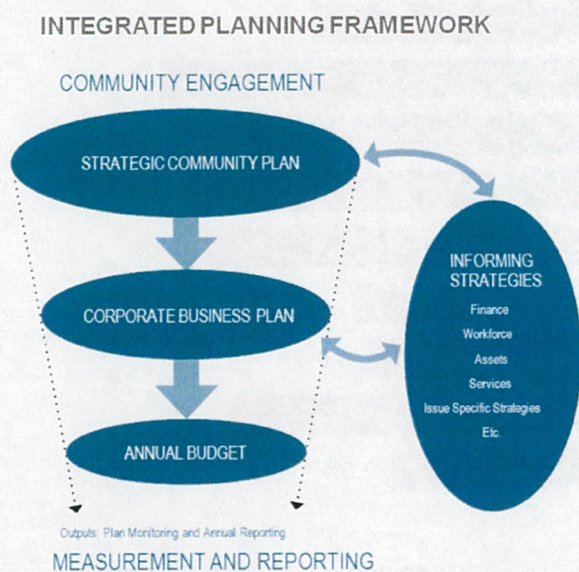 INTEGRATED PLANNING FRAMEWORK
COMMUNITY ENGAGEMENT
STRATEGIC COMMUNITY PLAN
CORPORATE BUSINESS PLAN
ANNUAL BUDGET
INFORMING
STRATEGIES
Finance
Workforce
Assets
Services
Issue Specific Strategies
Etc.
Outputs: Plan Monitoring and Annual Reporting
MEASUREMENT AND REPORTING